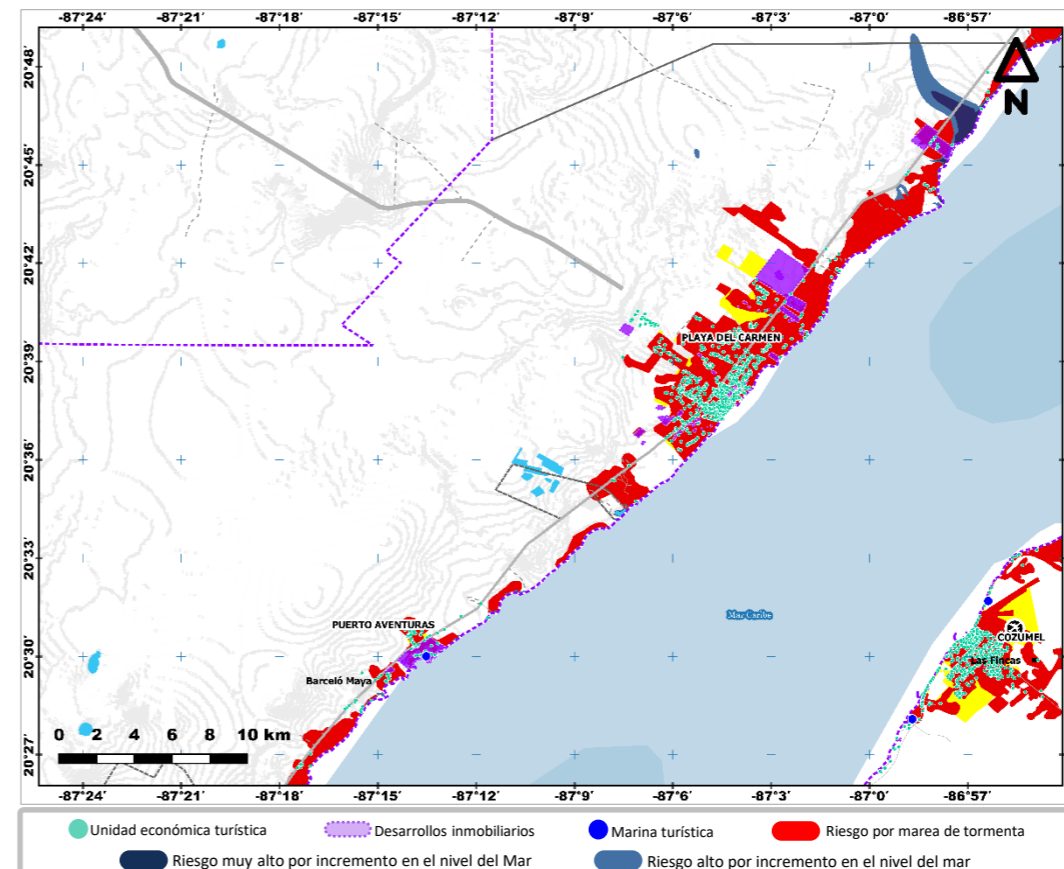 -87°24' -87°21' -87°18' -87°15' -87°12' -87°9' -87°6' -87°3' -87°0' -86°57'
20°48'
N
20°45'
20°42'
20°39'
PLAYA DEL CARMEN
20°36'
20°33'
Mar Caribe
PUERTO AVENTURAS
COZUMEL
20°30'
Las Fincas
Barceló Maya
0 2 4 6 8 10 km
20°27'
-87°24' -87°21' -87°18' -87°15' -87°12' -87°9' -87°6' -87°3' -87°0' -86°57'
Unidad económica turística Desarrollos inmobiliarios Marina turística Riesgo por marea de tormenta
Riesgo muy alto por incremento en el nivel del Mar Riesgo alto por incremento en el nivel del mar